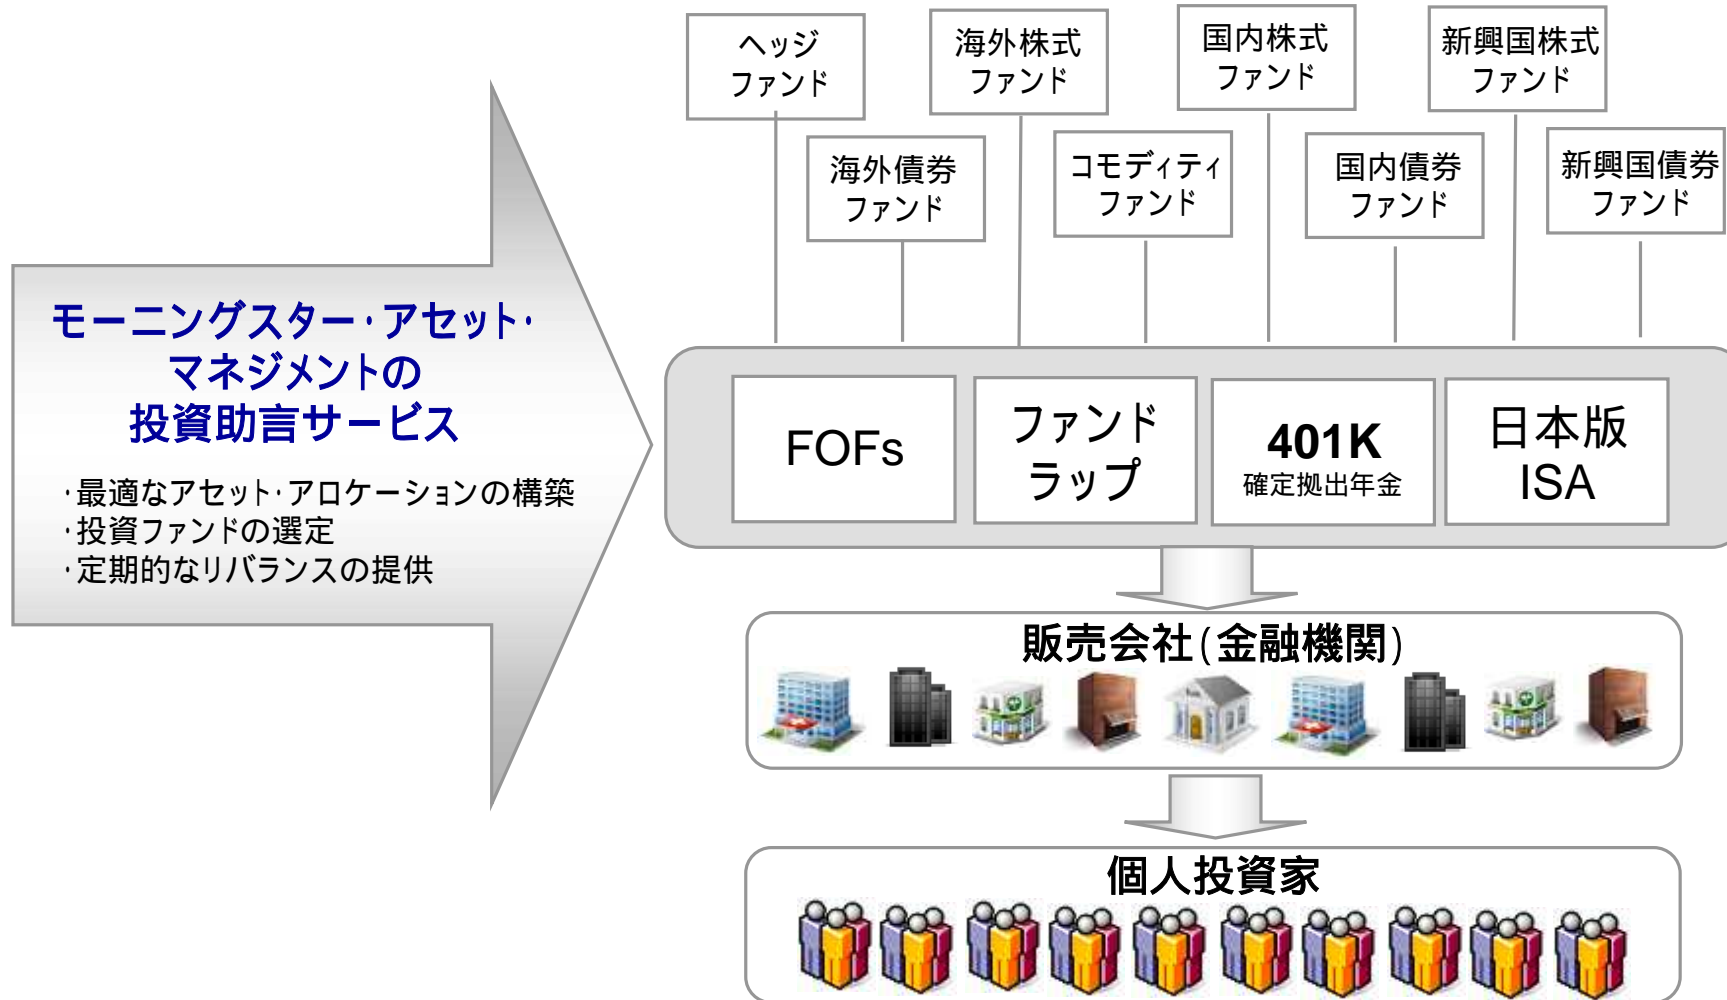 ヘッジ
ファンド
海外株式
ファンド
国内株式
ファンド
新興国株式
ファンド
海外債券
ファンド
コモディティ
ファンド
国内債券
ファンド
新興国債券
ファンド
モーニングスター・アセット・
マネジメントの
投資助言サービス
・最適なアセット・アロケーションの構築
・投資ファンドの選定
・定期的なリバランスの提供
FOFs
ファンド
ラップ
401K
確定拠出年金
日本版
ISA
販売会社(金融機関)
個人投資家